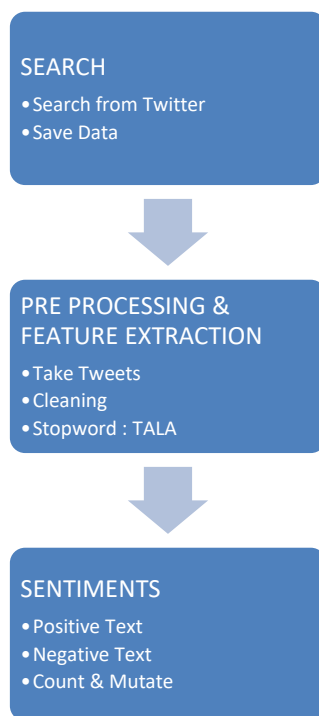 SEARCH
•Search from Twitter
•Save Data
PRE PROCESSING &
FEATURE EXTRACTION
•Take Tweets
•Cleaning
•Stopword : TALA
SENTIMENTS
•Positive Text
•Negative Text
•Count & Mutate